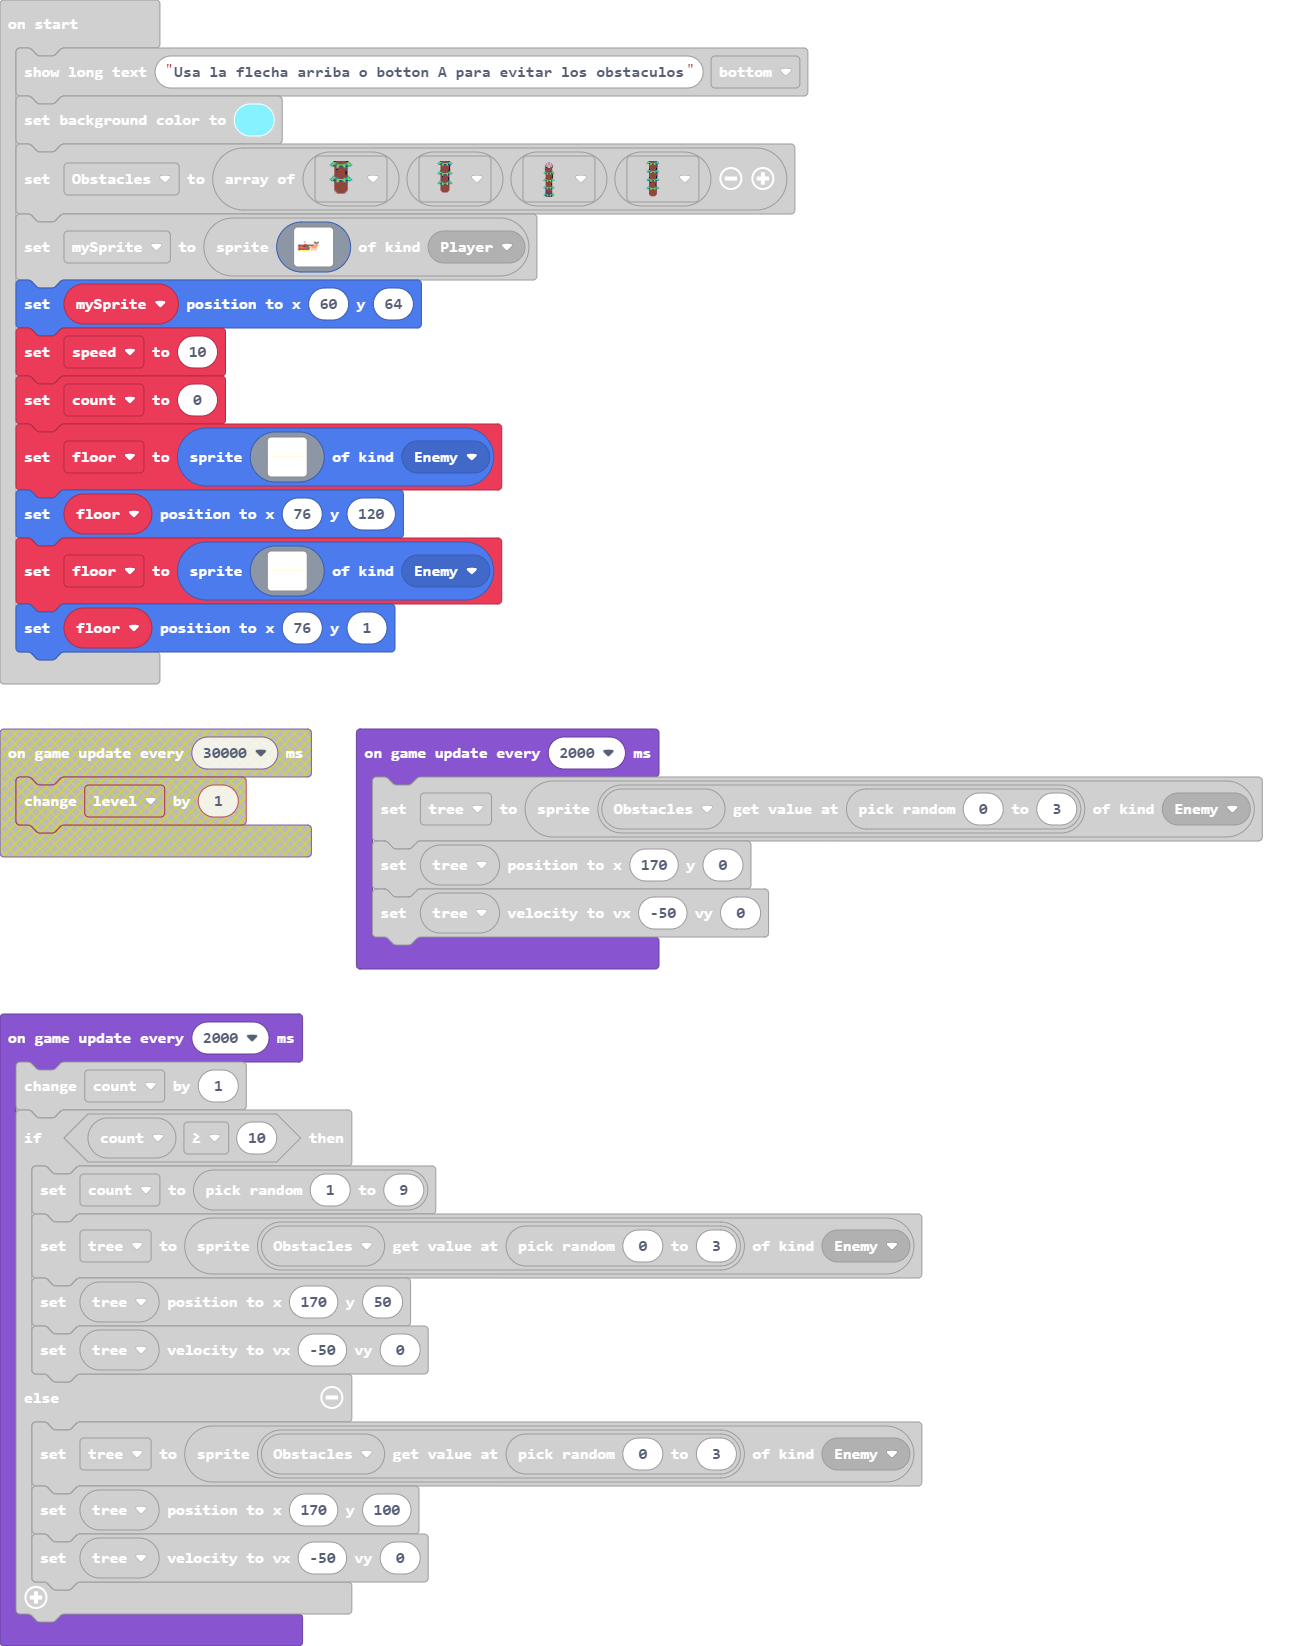 on start
show long text "Usa la flecha arriba o botton A para evitar los obstaculos" bottom
set background color to
set Obstacles to array of
set mySprite to sprite of kind Player
set mySprite position to x 60 y 64
set speed to 10
set count to 0
set floor to sprite of kind Enemy
set floor position to x 76 y 120
set floor to sprite of kind Enemy
set floor position to x 76 y 1
on game update every 30000 ms
change level by 1
on game update every 2000 ms
set tree to sprite Obstacles get value at pick random 0 to 3 of kind Enemy
set tree position to x 170 y 0
set tree velocity to vx -50 vy 0
on game update every 2000 ms
change count by 1
if count ≥ 10 then
set count to pick random 1 to 9
set tree to sprite Obstacles get value at pick random 0 to 3 of kind Enemy
set tree position to x 170 y 50
set tree velocity to vx -50 vy 0
else
set tree to sprite Obstacles get value at pick random 0 to 3 of kind Enemy
set tree position to x 170 y 100
set tree velocity to vx -50 vy 0